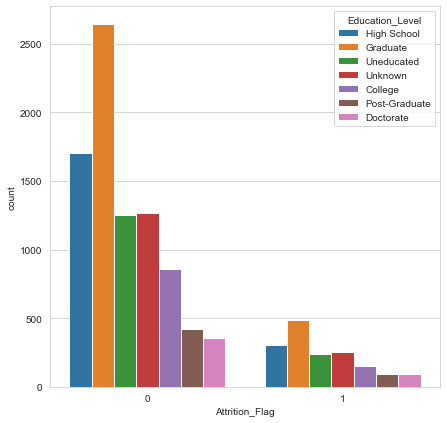 Education_Level
High School
Graduate
Uneducated
Unknown
College
Post-Graduate
Doctorate
2500
2000
1500
1000
500
0
count
0
1
Attrition_Flag